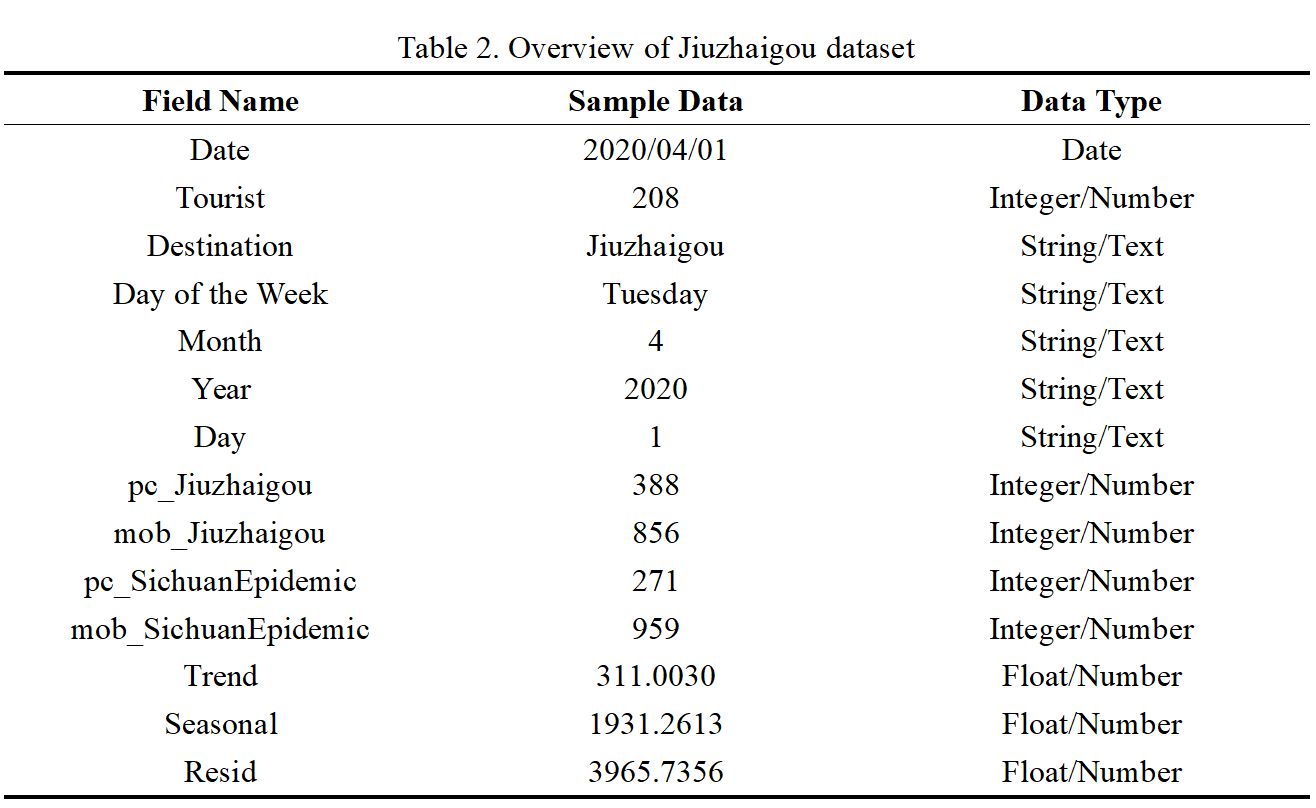 Table 2. Overview of Jiuzhaigou dataset
Field Name Sample Data Data Type
Date 2020/04/01 Date
Tourist 208 Integer/Number
Destination Jiuzhaigou String/Text
Day of the Week Tuesday String/Text
Month 4 String/Text
Year 2020 String/Text
Day 1 String/Text
pc_Jiuzhaigou 388 Integer/Number
mob_Jiuzhaigou 856 Integer/Number
pc_SichuanEpidemic 271 Integer/Number
mob_SichuanEpidemic 959 Integer/Number
Trend 311.0030 Float/Number
Seasonal 1931.2613 Float/Number
Resid 3965.7356 Float/Number